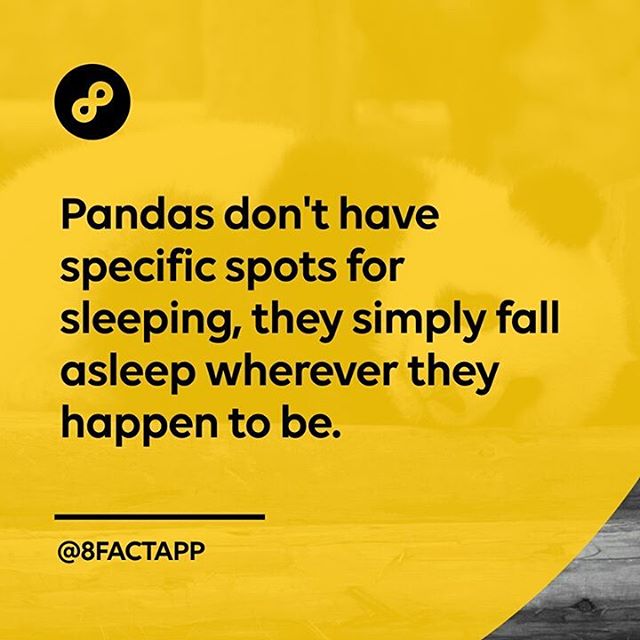 Pandas don't have
specific spots for
sleeping, they simply fall
asleep wherever they
happen to be.
@8FACTAPP